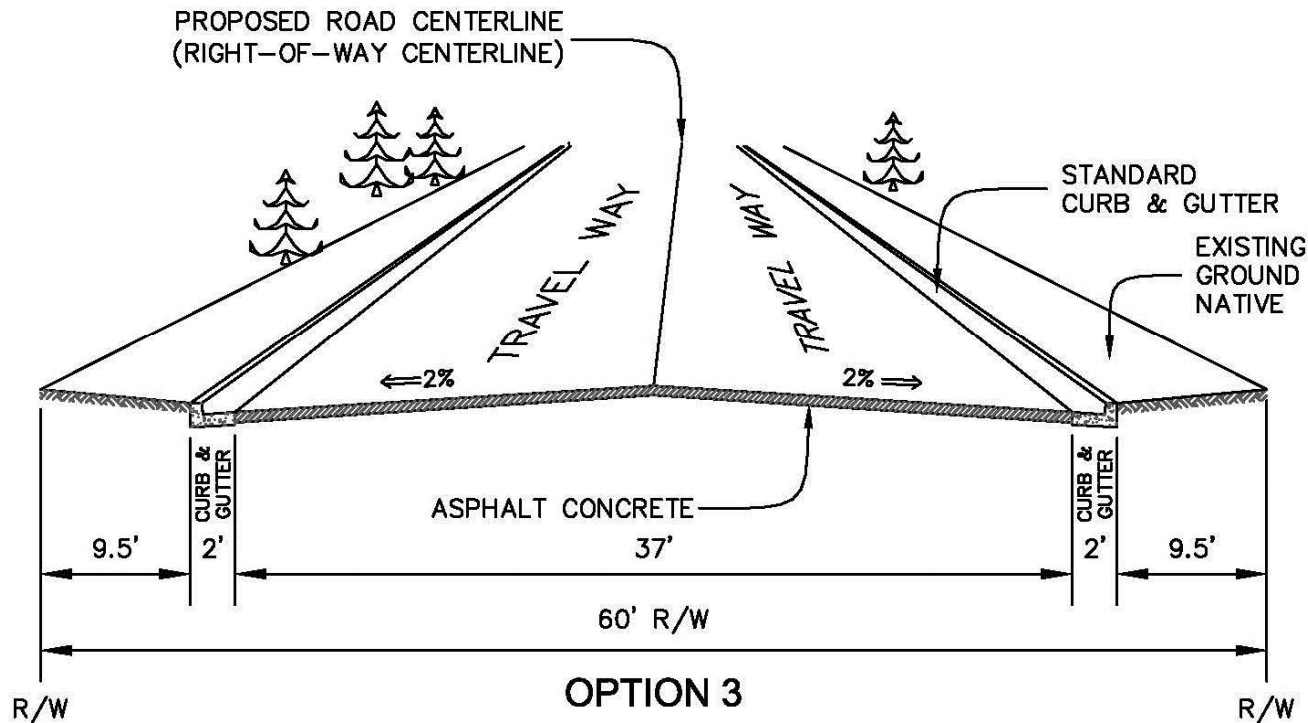 PROPOSED ROAD CENTERLINE
(RIGHT-OF-WAY CENTERLINE)
STANDARD
CURB & GUTTER
EXISTING
GROUND
NATIVE
TRAVEL WAY
TRAVEL WAY
2%
2%
CURB &
GUTTER
CURB &
GUTTER
ASPHALT CONCRETE
9.5'
2'
37'
2'
9.5'
60' R/W
R/W
OPTION 3
R/W